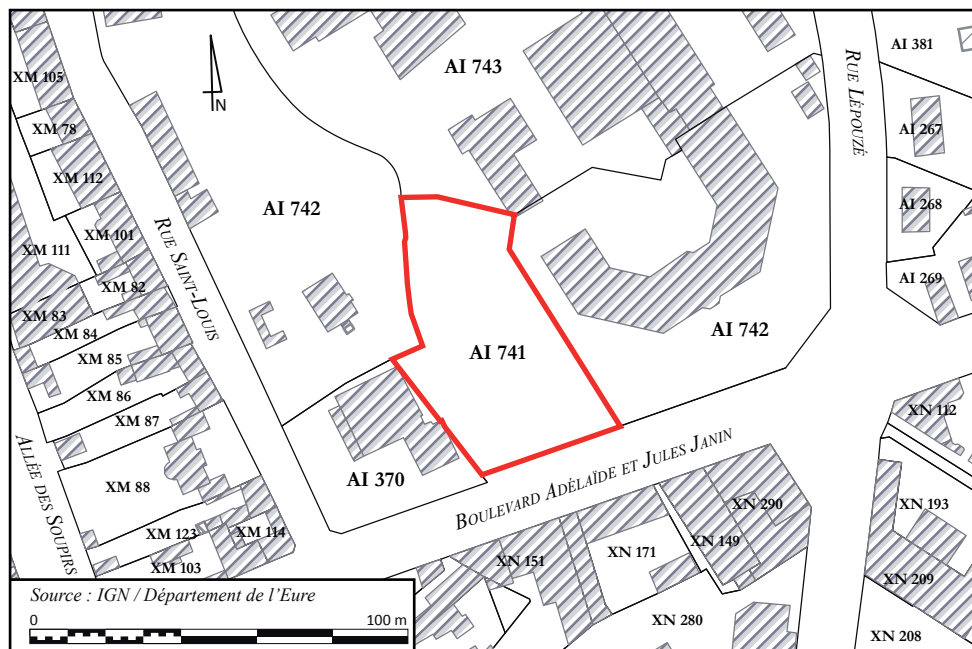 AI 381
XM 105
AI 743
RUE LÉPOUZÉ
N
XM 78
AI 267
XM 112
AI 742
AI 268
RUE SAINT-LOUIS
XM 101
XM 111
AI 269
XM 82
XM 83
XM 84
AI 742
XM 85
AI 741
XM 86
XM 87
XN 112
ALLÉE DES SOUPIRS
BOULEVARD ADÉLAÏDE ET JULES JANIN
AI 370
XM 88
XN 290
XN 193
XM 123
XM 114
XN 149
XN 171
XN 151
XM 103
XN 209
Source : IGN / Département de l'Eure
0 100 m
XN 280
XN 208